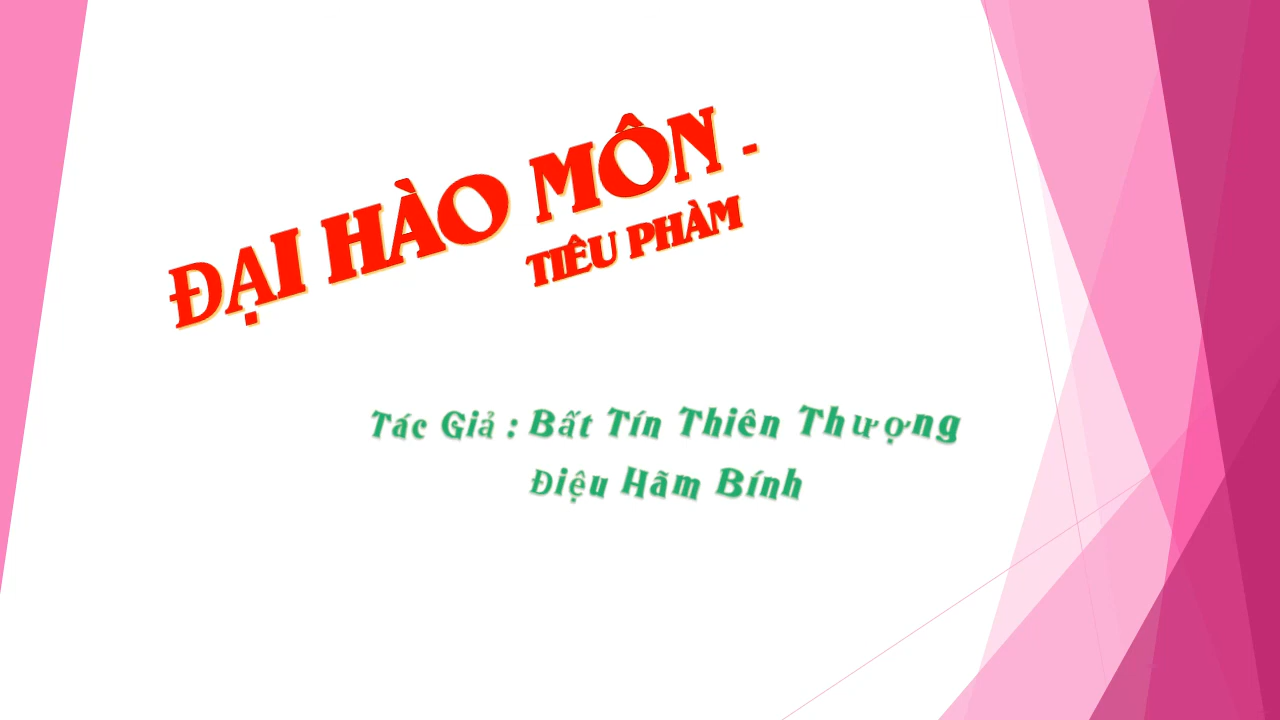 ĐẠI HÀO MÔN -
TIÊU PHÀM
Tác Giả : Bất Tín Thiên Thượng
Điệu Hãm Bính